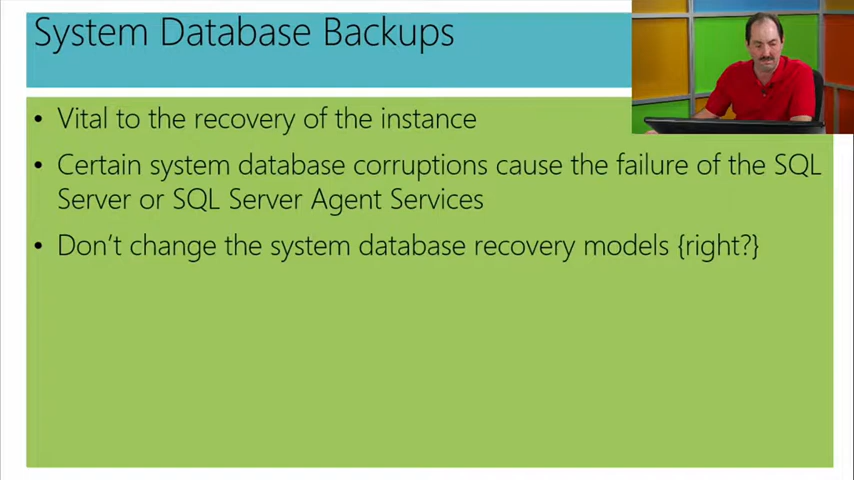 System Database Backups
• Vital to the recovery of the instance
• Certain system database corruptions cause the failure of the SQL
Server or SQL Server Agent Services
• Don’t change the system database recovery models {right?}